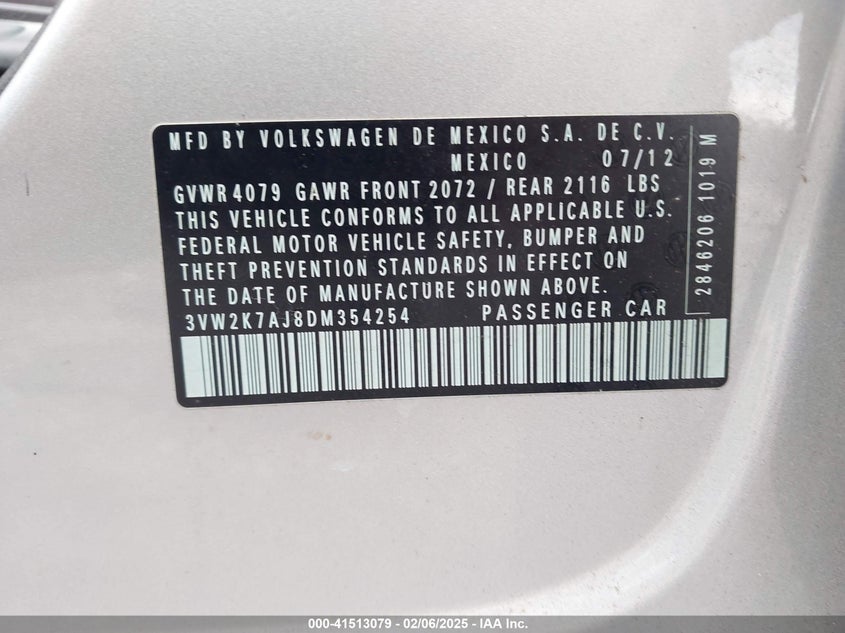 MFD BY VOLKSWAGEN DE MEXICO S.A. DE C.V.
MEXICO 07/12
GVWR 4079 GAWR FRONT 2072 / REAR 2116 LBS
THIS VEHICLE CONFORMS TO ALL APPLICABLE U.S.
FEDERAL MOTOR VEHICLE SAFETY, BUMPER AND
THEFT PREVENTION STANDARDS IN EFFECT ON
THE DATE OF MANUFACTURE SHOWN ABOVE.
3VW2K7AJ8DM354254 PASSENGER CAR
2846206 1019 M
000-41513079 - 02/06/2025 - IAA Inc.